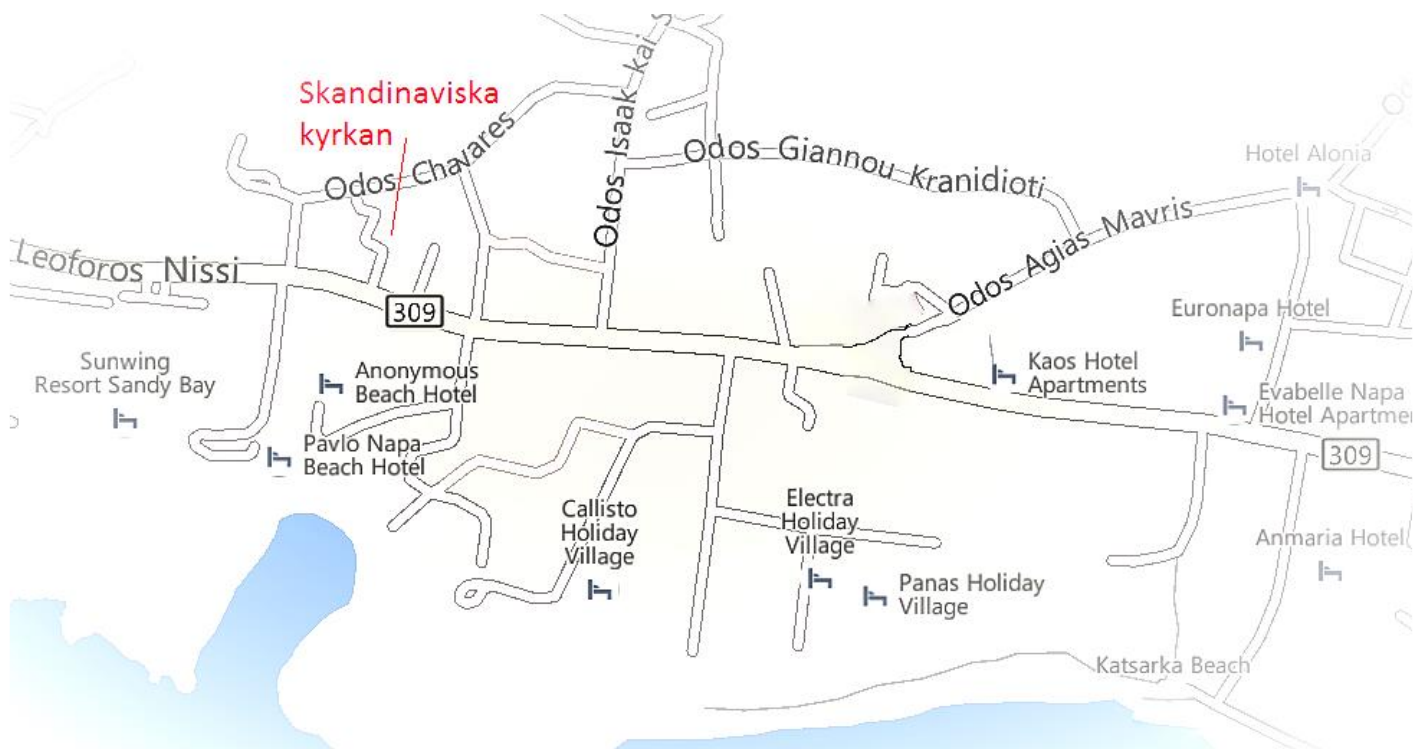 Skandinaviska
kyrkan
Odos Chavares
Odos Isaak kai
Odos Giannou Kranidioti
Hotel Alonia
Odos Agias Mavris
Leoforos Nissi
309
Euronapa Hotel
Sunwing
Resort Sandy Bay
Anonymous
Beach Hotel
Kaos Hotel
Apartments
Evabelle Napa
Hotel Apartmen
Pavlo Napa
Beach Hotel
309
Callisto
Holiday
Village
Electra
Holiday
Village
Anmaria Hotel
Panas Holiday
Village
Katsarka Beach